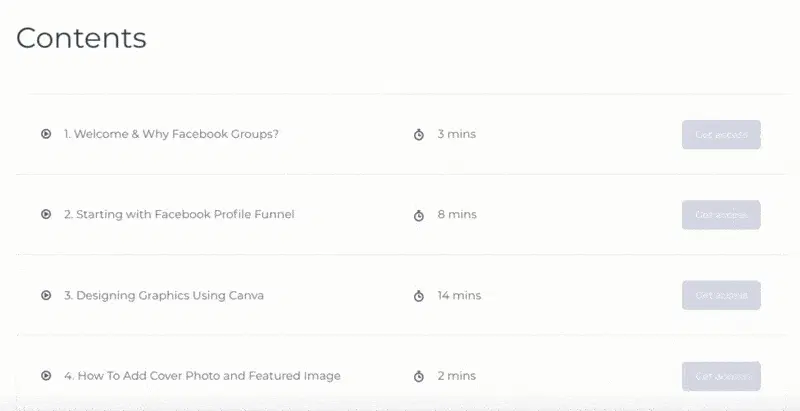 Contents
1. Welcome & Why Facebook Groups? 3 mins Get access
2. Starting with Facebook Profile Funnel 8 mins Get access
3. Designing Graphics Using Canva 14 mins Get access
4. How To Add Cover Photo and Featured Image 2 mins Get access